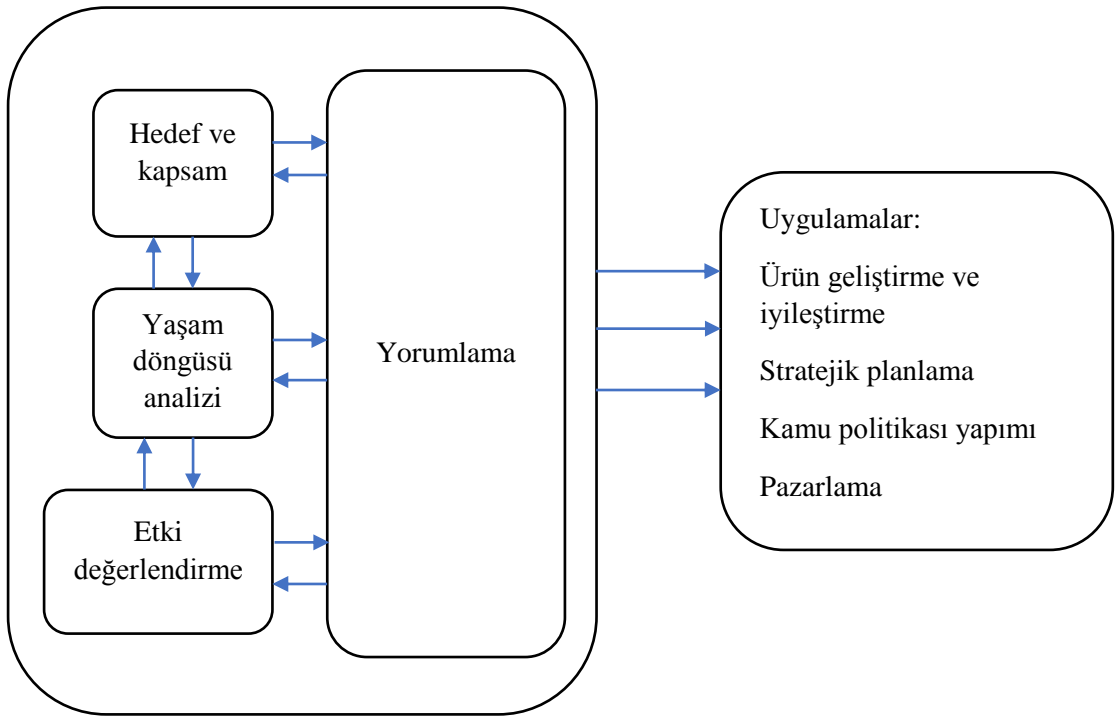 Hedef ve
kapsam
Yaşam
döngüsü
analizi
Etki
değerlendirme
Yorumlama
Uygulamalar:
Ürün geliştirme ve
iyileştirme
Stratejik planlama
Kamu politikası yapımı
Pazarlama